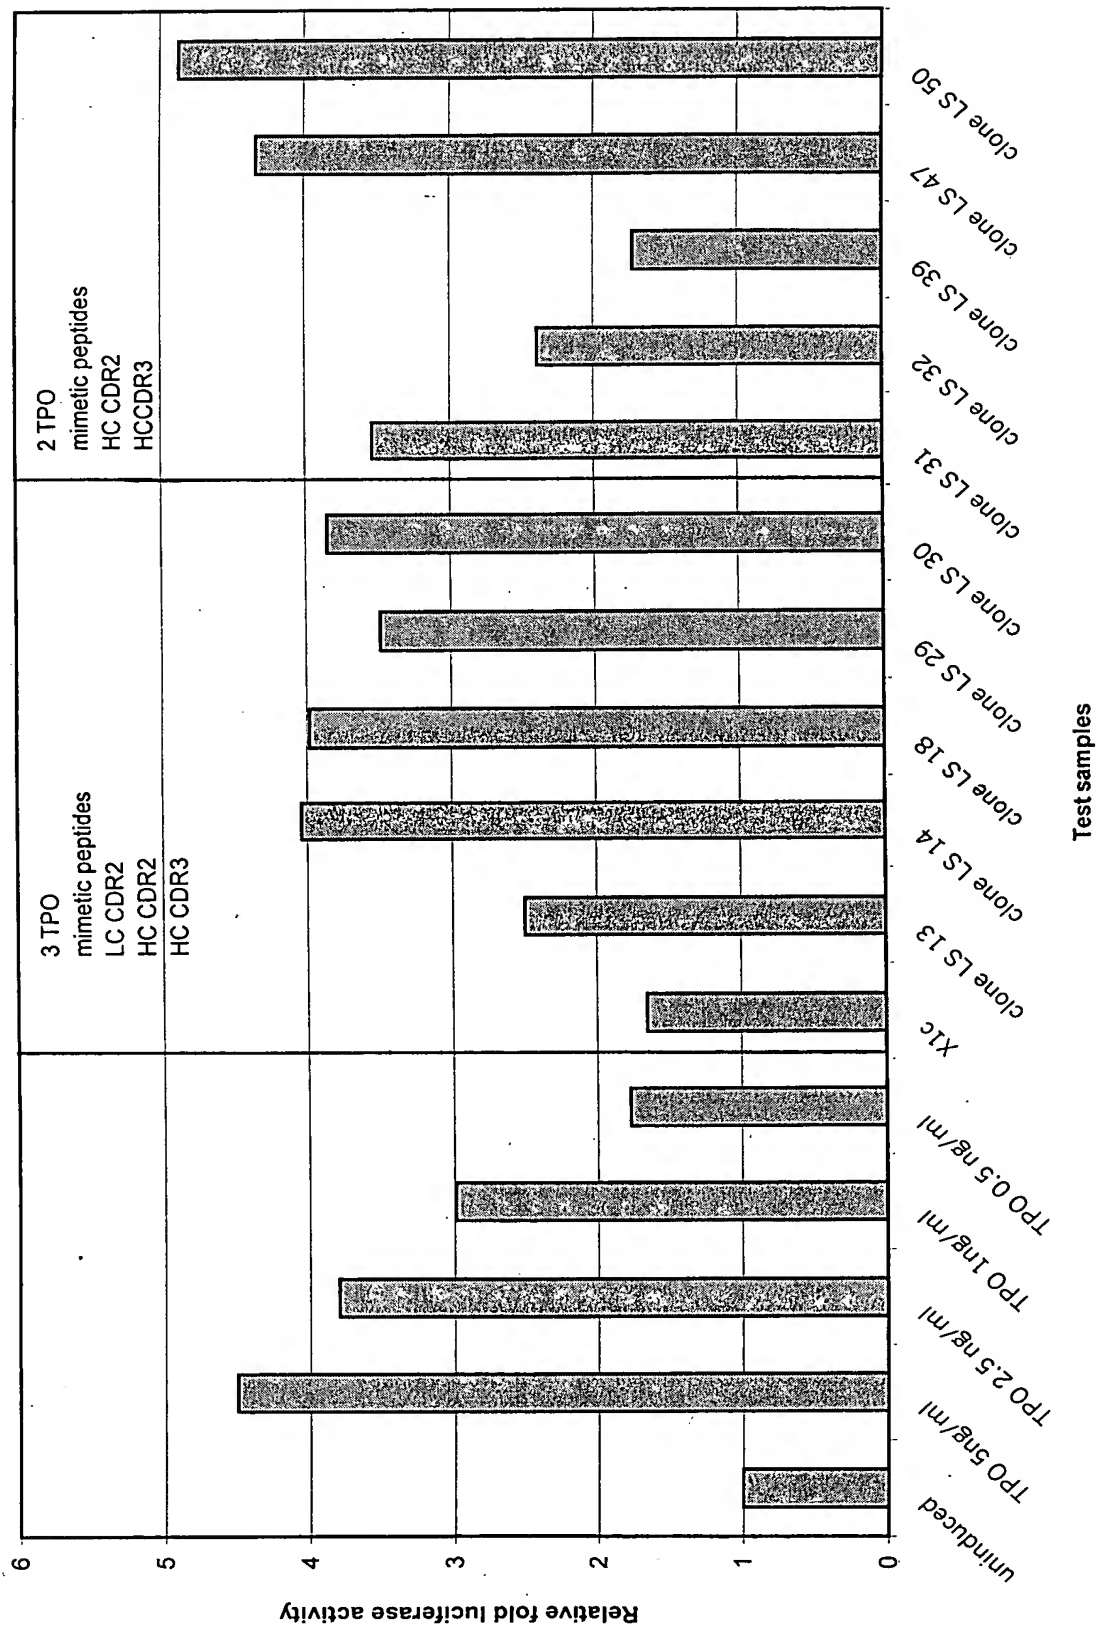 3 TPO
mimetic peptides
LC CDR2
HC CDR2
HC CDR3
2 TPO
mimetic peptides
HC CDR2
HCCDR3
Relative fold luciferase activity
6
5
4
3
2
1
0
uninduced
TPO 5ng/ml
TPO 2.5 ng/ml
TPO 1ng/ml
TPO 0.5 ng/ml
X1c
clone LS 13
clone LS 14
clone LS 18
clone LS 29
clone LS 30
clone LS 31
clone LS 32
clone LS 39
clone LS 47
clone LS 50
Test samples